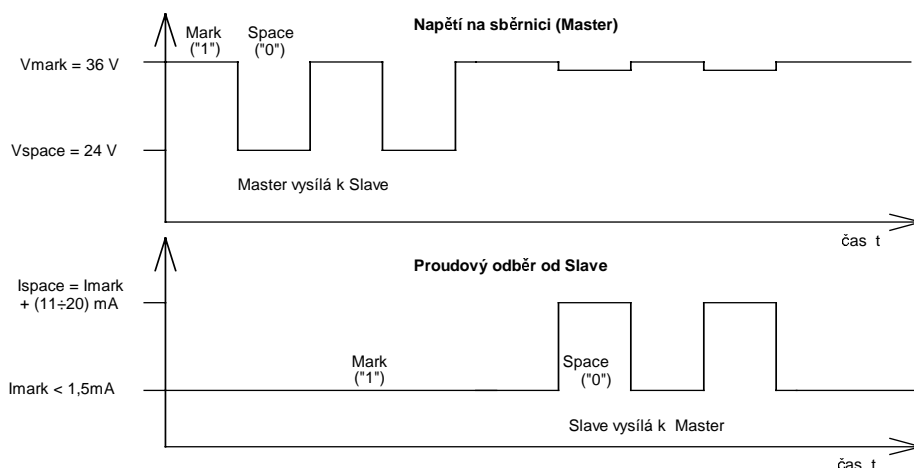 Napětí na sběrnici (Master)
Mark
("1")
Space
("0")
Vmark = 36 V
Vspace = 24 V
Master vysílá k Slave
čas t
Proudový odběr od Slave
Ispace = Imark
+ (11÷20) mA
Mark
("1")
Space
("0")
Imark < 1,5mA
Slave vysílá k Master
čas t